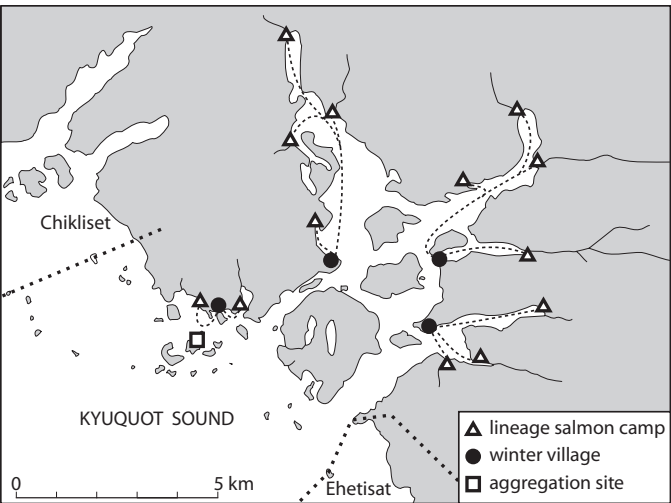 Chikliset
KYUQUOT SOUND
lineage salmon camp
winter village
aggregation site
0 5 km
Ehetisat